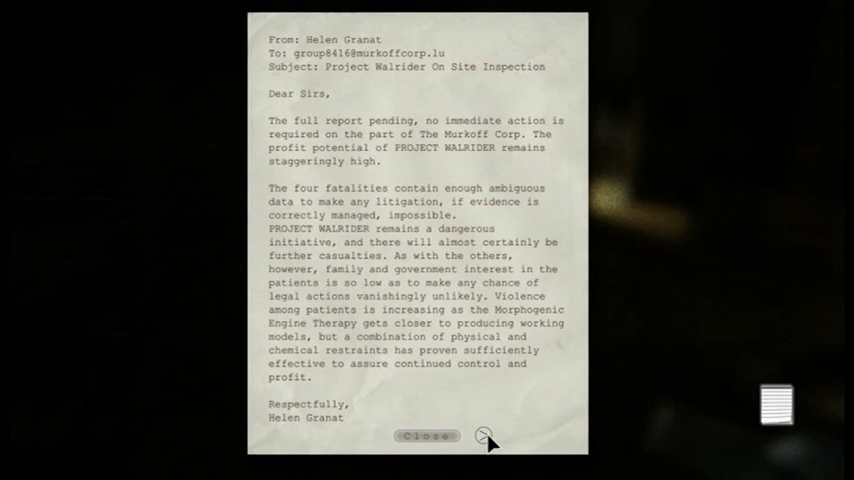 From: Helen Granat
To: group8416@murkoffcorp.lu
Subject: Project Walrider On Site Inspection
Dear Sirs,
The full report pending, no immediate action is
required on the part of The Murkoff Corp. The
profit potential of PROJECT WALRIDER remains
staggeringly high.
The four fatalities contain enough ambiguous
data to make any litigation, if evidence is
correctly managed, impossible.
PROJECT WALRIDER remains a dangerous
initiative, and there will almost certainly be
further casualties. As with the others,
however, family and government interest in the
patients is so low as to make any chance of
legal actions vanishingly unlikely. Violence
among patients is increasing as the Morphogenic
Engine Therapy gets closer to producing working
models, but a combination of physical and
chemical restraints has proven sufficiently
effective to assure continued control and
profit.
Respectfully,
Helen Granat
Close